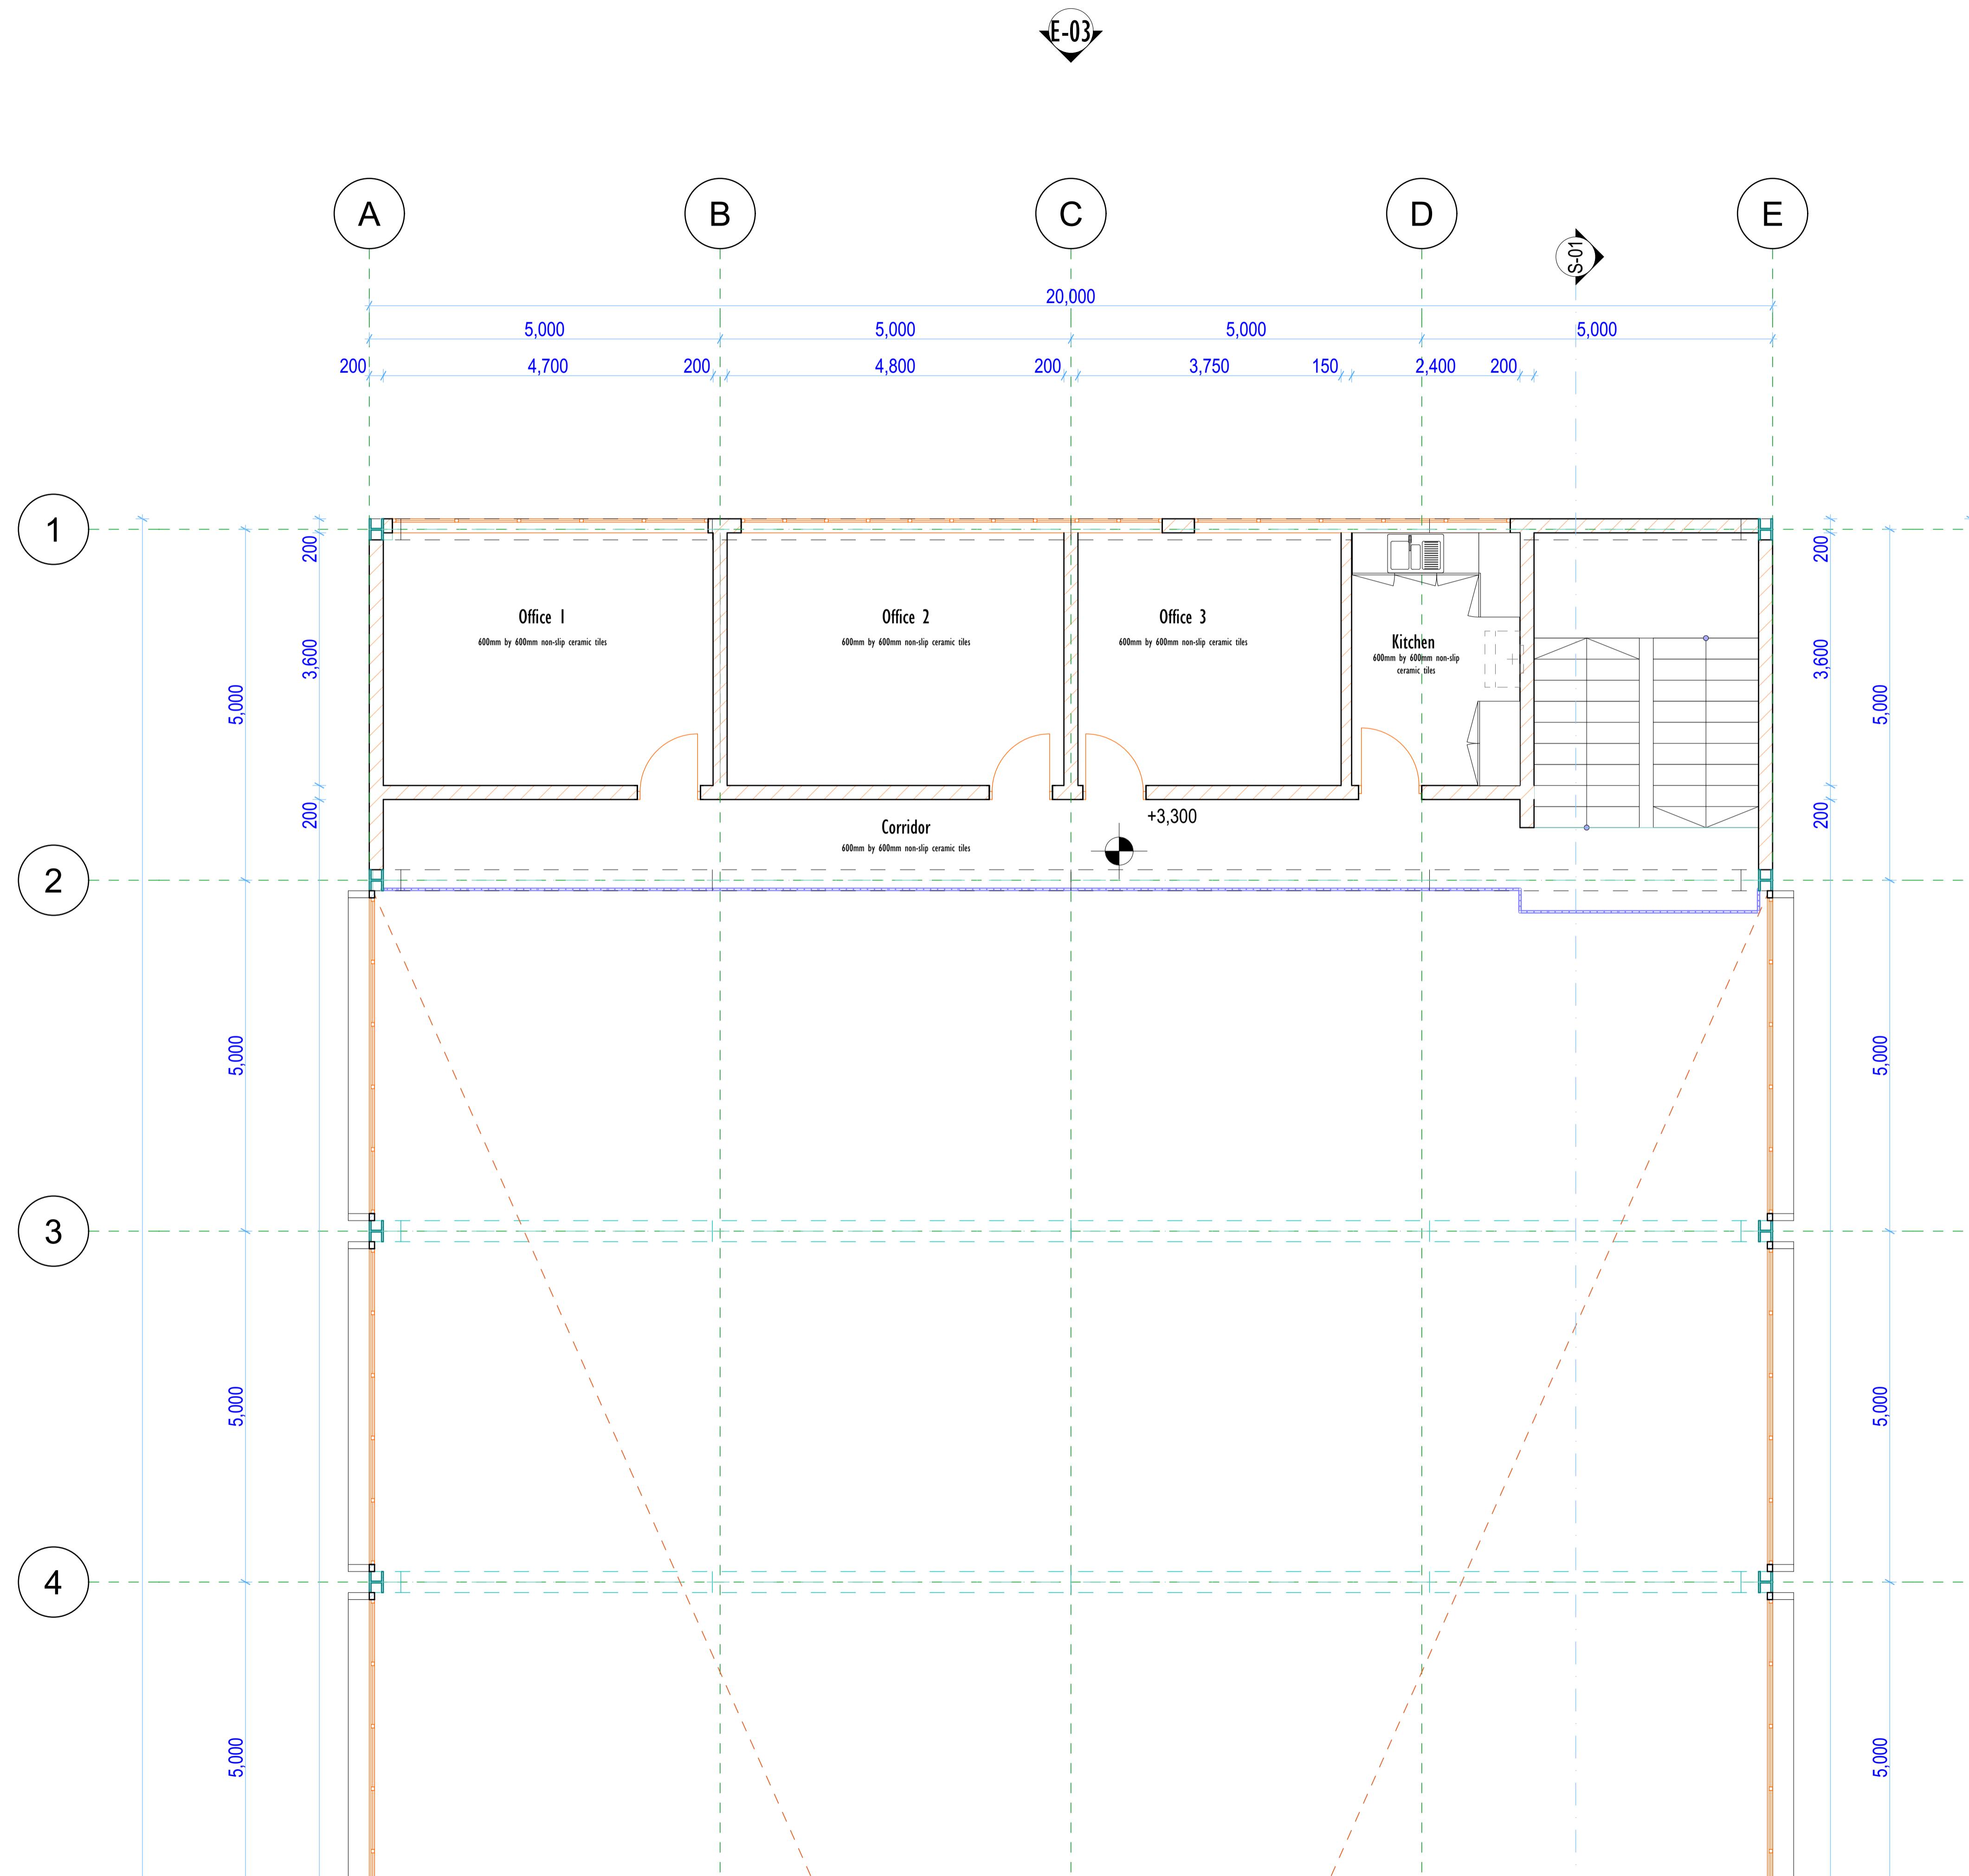 E-03
A
B
C
D
E
S-01
20,000
5,000
5,000
5,000
5,000
200
4,700
200
4,800
200
3,750
150
2,400
200
1
200
200
Office 1
600mm by 600mm non-slip ceramic tiles
Office 2
600mm by 600mm non-slip ceramic tiles
Office 3
600mm by 600mm non-slip ceramic tiles
Kitchen
600mm by 600mm non-slip
ceramic tiles
3,600
3,600
5,000
5,000
200
200
+3,300
Corridor
600mm by 600mm non-slip ceramic tiles
2
5,000
5,000
3
5,000
5,000
4
5,000
5,000